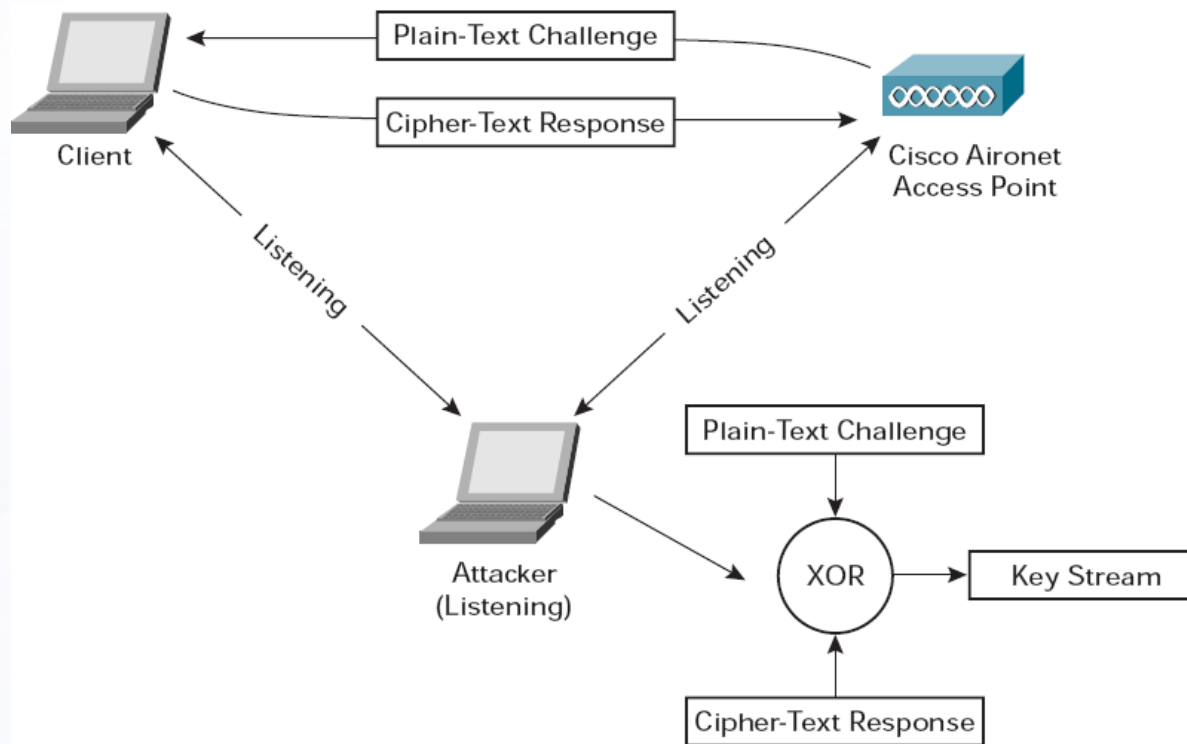 Plain-Text Challenge
Cipher-Text Response
Client
Cisco Aironet
Access Point
Listening
Listening
Plain-Text Challenge
Attacker
(Listening)
XOR
Key Stream
Cipher-Text Response